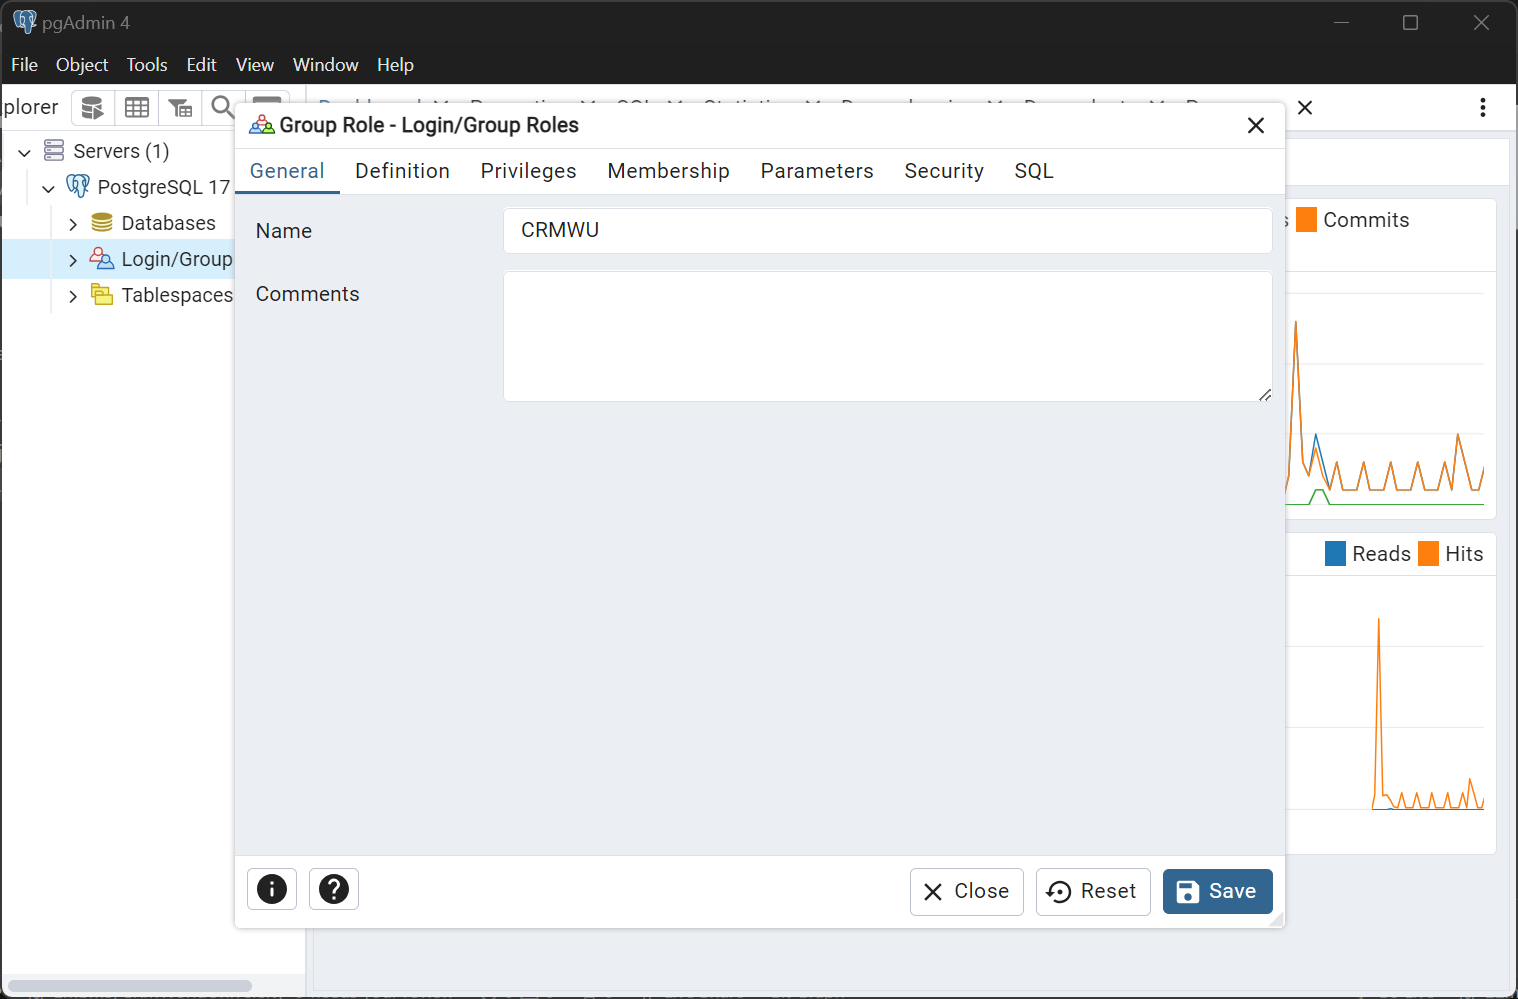 pgAdmin 4
File Object Tools Edit View Window Help
plorer
Group Role - Login/Group Roles
General Definition Privileges Membership Parameters Security SQL
Servers (1)
PostgreSQL 17
Databases
Login/Group
Tablespaces
Name
CRMWU
Comments
Commits
Reads Hits
Close Reset Save